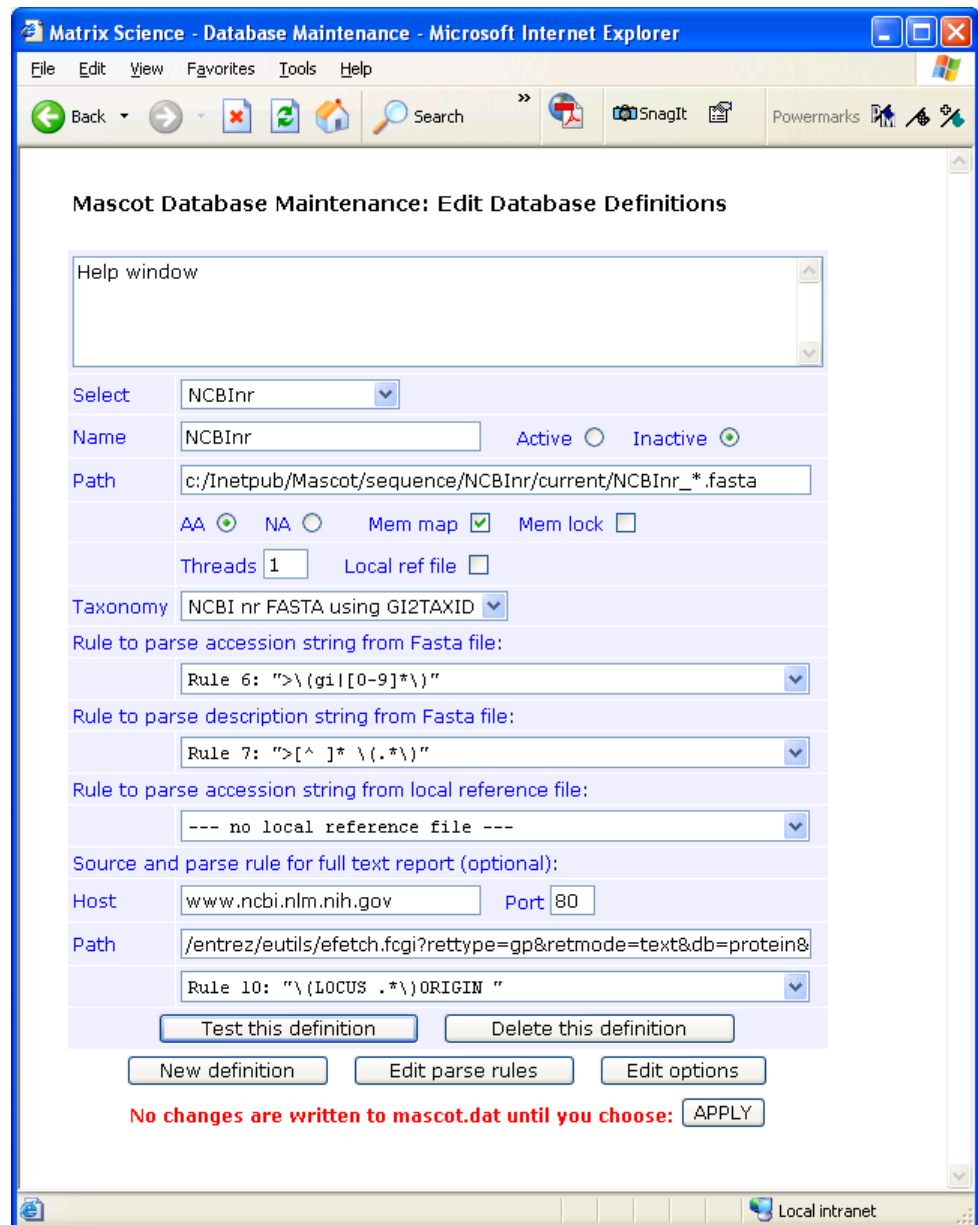 Matrix Science - Database Maintenance - Microsoft Internet Explorer
File Edit View Favorites Tools Help
Back Search » SnagIt Powermarks
Mascot Database Maintenance: Edit Database Definitions
Help window
Select NCBInr
Name NCBInr Active Inactive
Path c:/Inetpub/Mascot/sequence/NCBInr/current/NCBInr_*.fasta
AA NA Mem map Mem lock
Threads 1 Local ref file
Taxonomy NCBI nr FASTA using GI2TAXID
Rule to parse accession string from Fasta file:
Rule 6: ">\(gi|[0-9]*\)"
Rule to parse description string from Fasta file:
Rule 7: ">[^ ]* \(.*\)"
Rule to parse accession string from local reference file:
--- no local reference file ---
Source and parse rule for full text report (optional):
Host www.ncbi.nlm.nih.gov Port 80
Path /entrez/eutils/efetch.fcgi?rettype=gp&retmode=text&db=protein&
Rule 10: "\(LOCUS .*\)ORIGIN "
Test this definition Delete this definition
New definition Edit parse rules Edit options
No changes are written to mascot.dat until you choose: APPLY
Local intranet